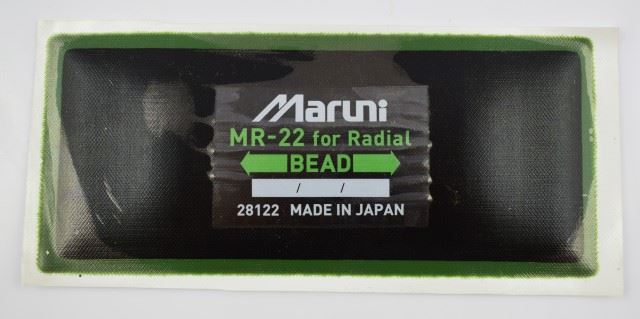 Maruni
MR-22 for Radial
BEAD
/ /
28122 MADE IN JAPAN